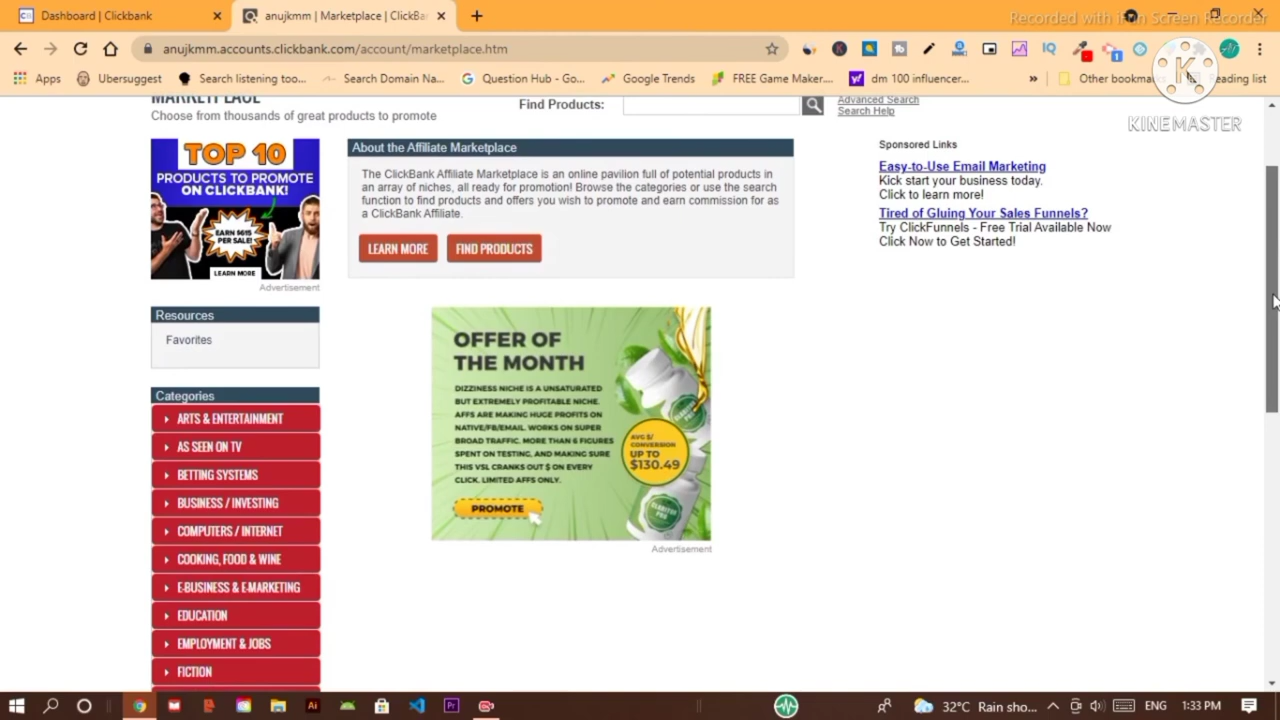 Dashboard | Clickbank
anujkmm | Marketplace | ClickBa
Recorded with iFun Screen Recorder
anujkmm.accounts.clickbank.com/account/marketplace.htm
Apps
Ubersuggest
Search listening too...
Search Domain Na...
Question Hub - Go...
Google Trends
FREE Game Maker....
dm 100 influencer...
»
Other bookmarks
Reading list
KINEMASTER
MARKETPLACE
Choose from thousands of great products to promote
Find Products:
Advanced Search
Search Help
TOP 10
PRODUCTS TO PROMOTE
ON CLICKBANK!
EARN $615
PER SALE!
LEARN MORE
Advertisement
About the Affiliate Marketplace
The ClickBank Affiliate Marketplace is an online pavilion full of potential products in
an array of niches, all ready for promotion! Browse the categories or use the search
function to find products and offers you wish to promote and earn commission for as
a ClickBank Affiliate.
LEARN MORE
FIND PRODUCTS
Sponsored Links
Easy-to-Use Email Marketing
Kick start your business today.
Click to learn more!
Tired of Gluing Your Sales Funnels?
Try ClickFunnels - Free Trial Available Now
Click Now to Get Started!
Resources
Favorites
Categories
ARTS & ENTERTAINMENT
AS SEEN ON TV
BETTING SYSTEMS
BUSINESS / INVESTING
COMPUTERS / INTERNET
COOKING, FOOD & WINE
E-BUSINESS & E-MARKETING
EDUCATION
EMPLOYMENT & JOBS
FICTION
OFFER OF
THE MONTH
DIZZINESS NICHE IS A UNSATURATED
BUT EXTREMELY PROFITABLE NICHE.
AFFS ARE MAKING HUGE PROFITS ON
NATIVE/FB/EMAIL. WORKS ON SUPER
BROAD TRAFFIC. MORE THAN 6 FIGURES
SPENT ON TESTING, AND MAKING SURE
THIS VSL CRANKS OUT $ ON EVERY
CLICK. LIMITED AFFS ONLY.
AVG $/
CONVERSION
UP TO
$130.49
PROMOTE
Advertisement
32°C Rain sho...
ENG
1:33 PM